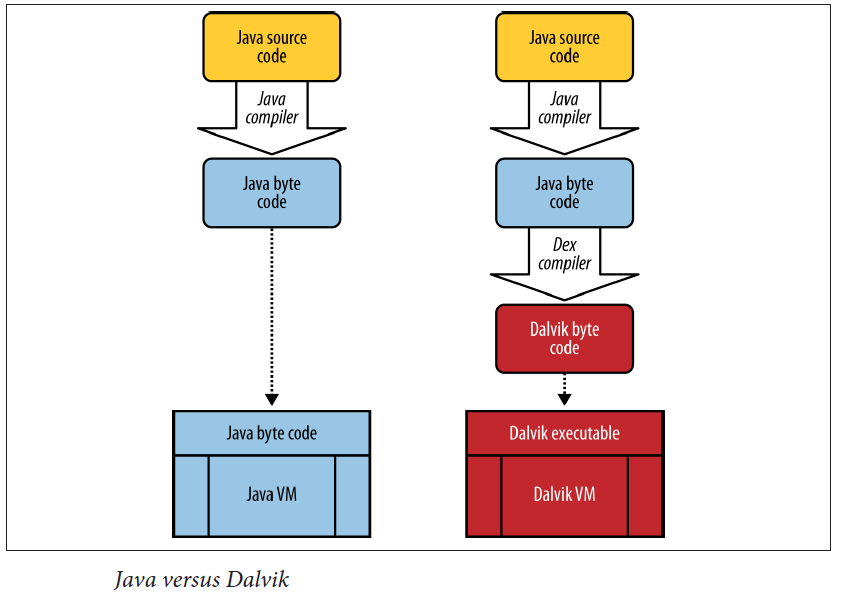 Java source
code
Java
compiler
Java byte
code
Java byte code
Java VM
Java source
code
Java
compiler
Java byte
code
Dex
compiler
Dalvik byte
code
Dalvik executable
Dalvik VM
Java versus Dalvik